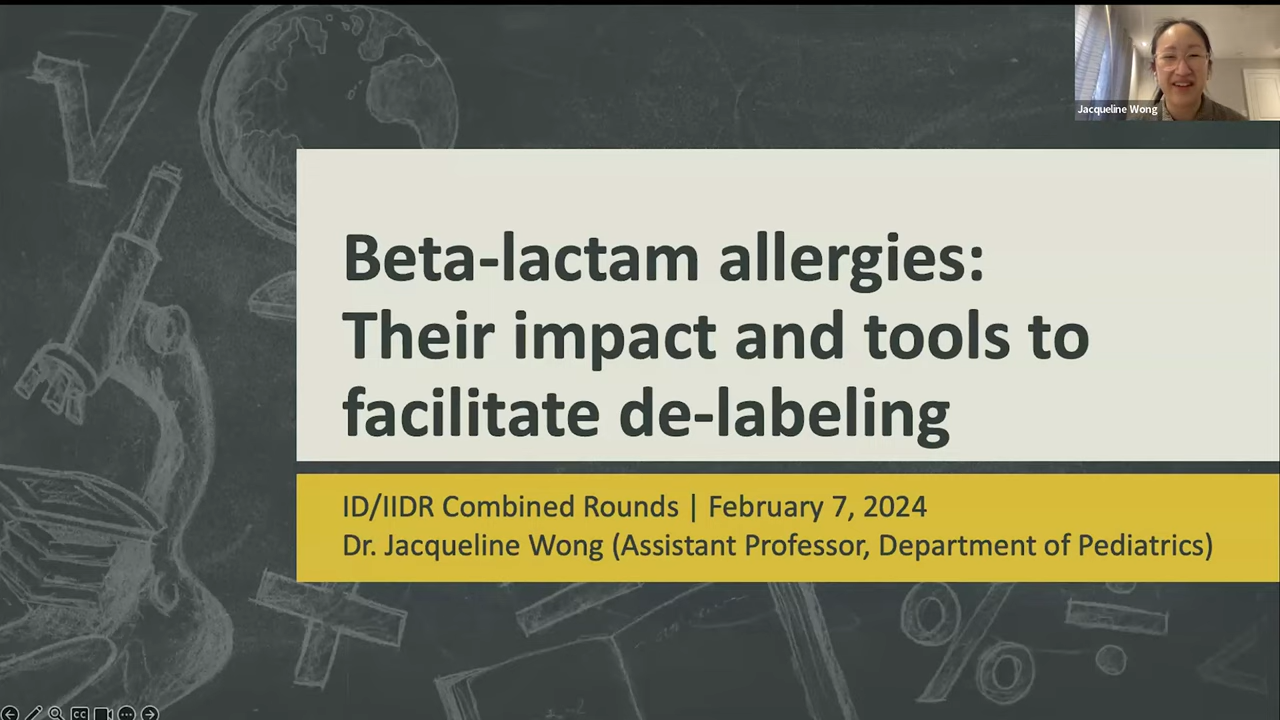 Jacqueline Wong
Beta-lactam allergies:
Their impact and tools to
facilitate de-labeling
ID/IIDR Combined Rounds | February 7, 2024
Dr. Jacqueline Wong (Assistant Professor, Department of Pediatrics)
CC